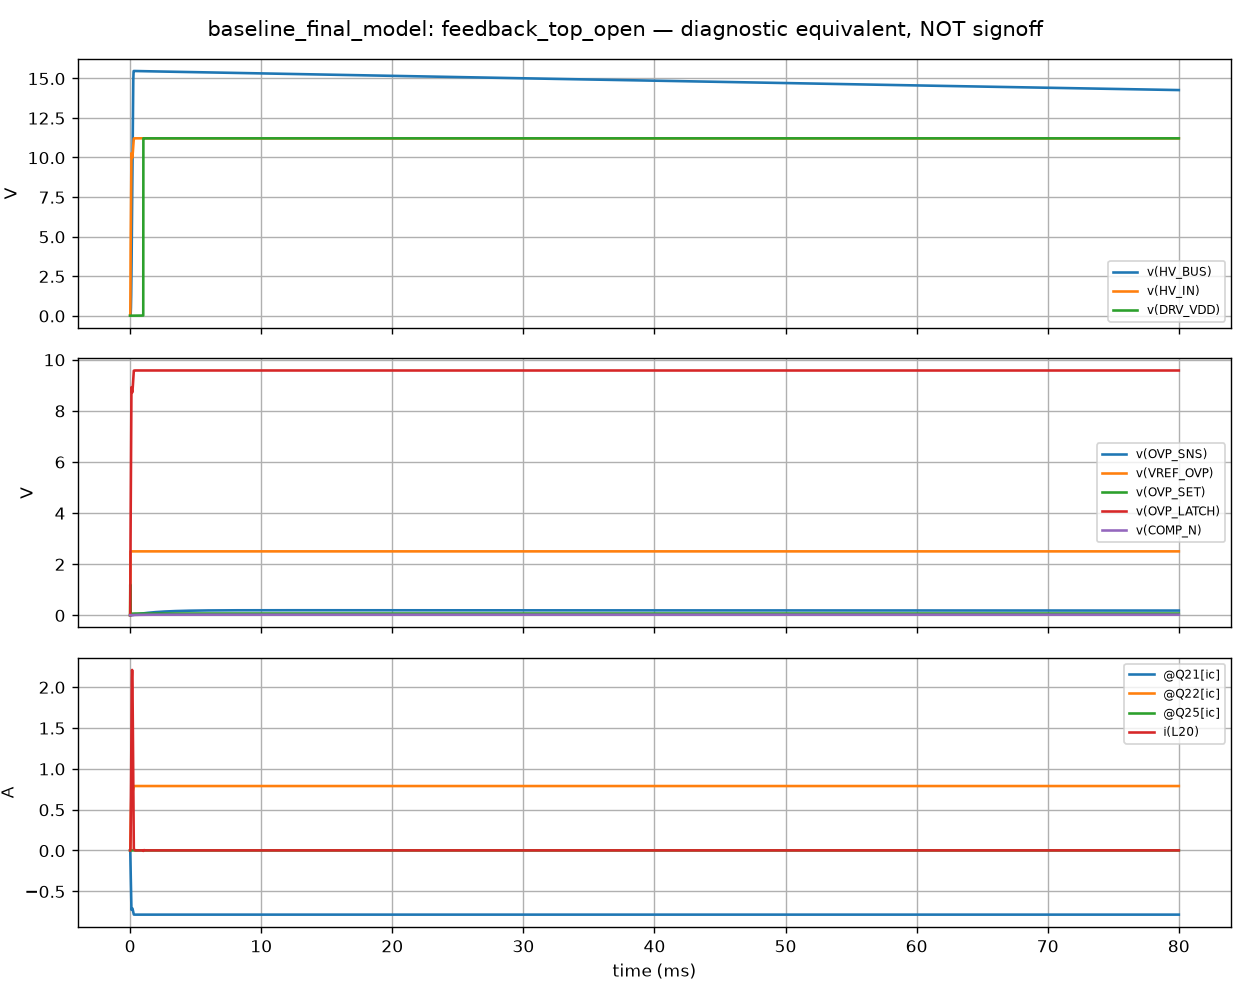 baseline_final_model: feedback_top_open — diagnostic equivalent, NOT signoff
15.0
12.5
10.0
7.5
5.0
2.5
0.0
V
v(HV_BUS)
v(HV_IN)
v(DRV_VDD)
10
8
6
4
2
0
V
v(OVP_SNS)
v(VREF_OVP)
v(OVP_SET)
v(OVP_LATCH)
v(COMP_N)
2.0
1.5
1.0
0.5
0.0
−0.5
A
@Q21[ic]
@Q22[ic]
@Q25[ic]
i(L20)
0 10 20 30 40 50 60 70 80
time (ms)